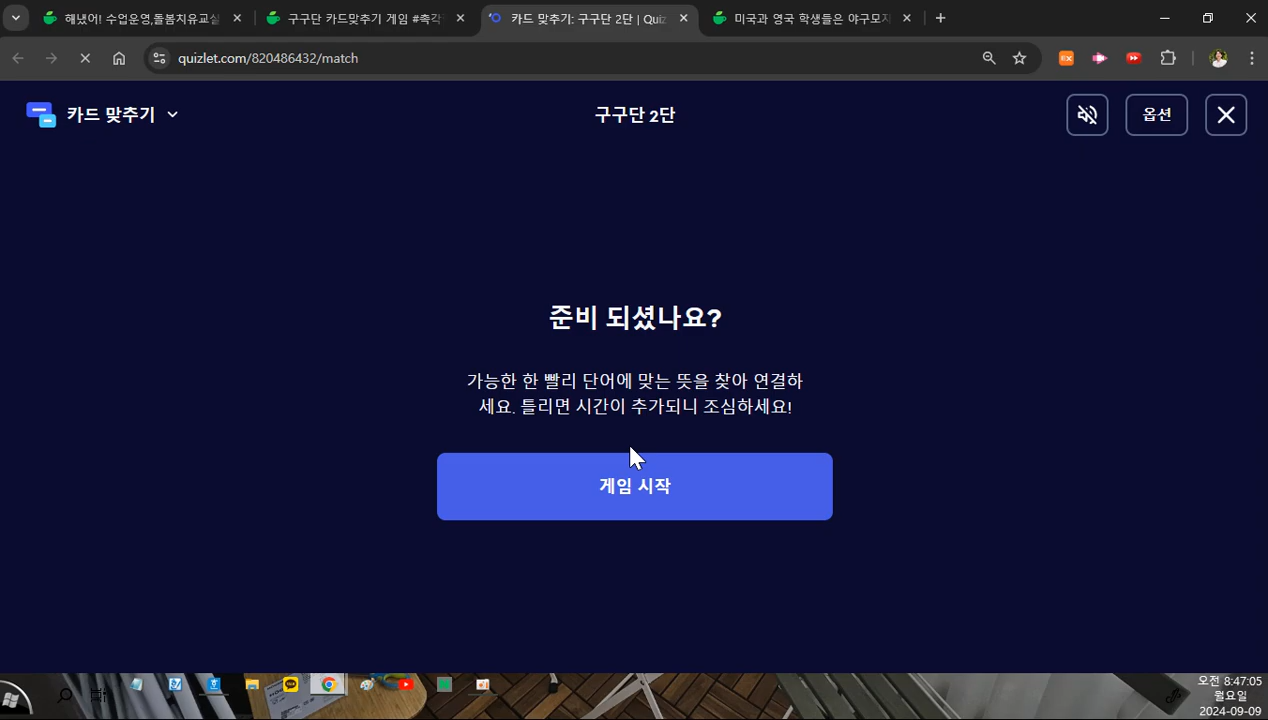 해냈어! 수업운영,돌봄치유교실
구구단 카드맞추기 게임 #촉각
카드 맞추기: 구구단 2단 | Quiz
미국과 영국 학생들은 야구모자
quizlet.com/820486432/match
카드 맞추기
구구단 2단
옵션
준비 되셨나요?
가능한 한 빨리 단어에 맞는 뜻을 찾아 연결하
세요. 틀리면 시간이 추가되니 조심하세요!
게임 시작
오전 8:47:05
월요일
2024-09-09